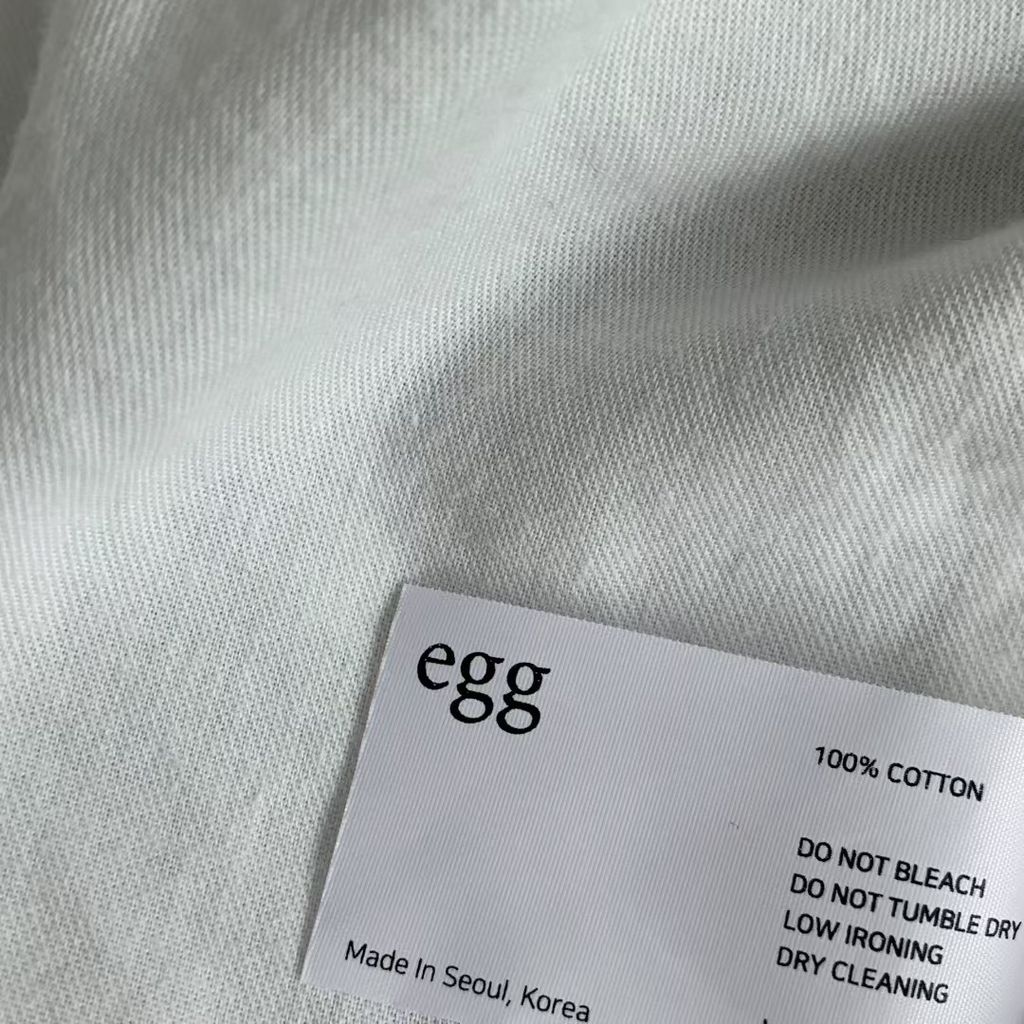 egg
100% COTTON
DO NOT BLEACH
DO NOT TUMBLE DRY
LOW IRONING
DRY CLEANING
Made In Seoul, Korea